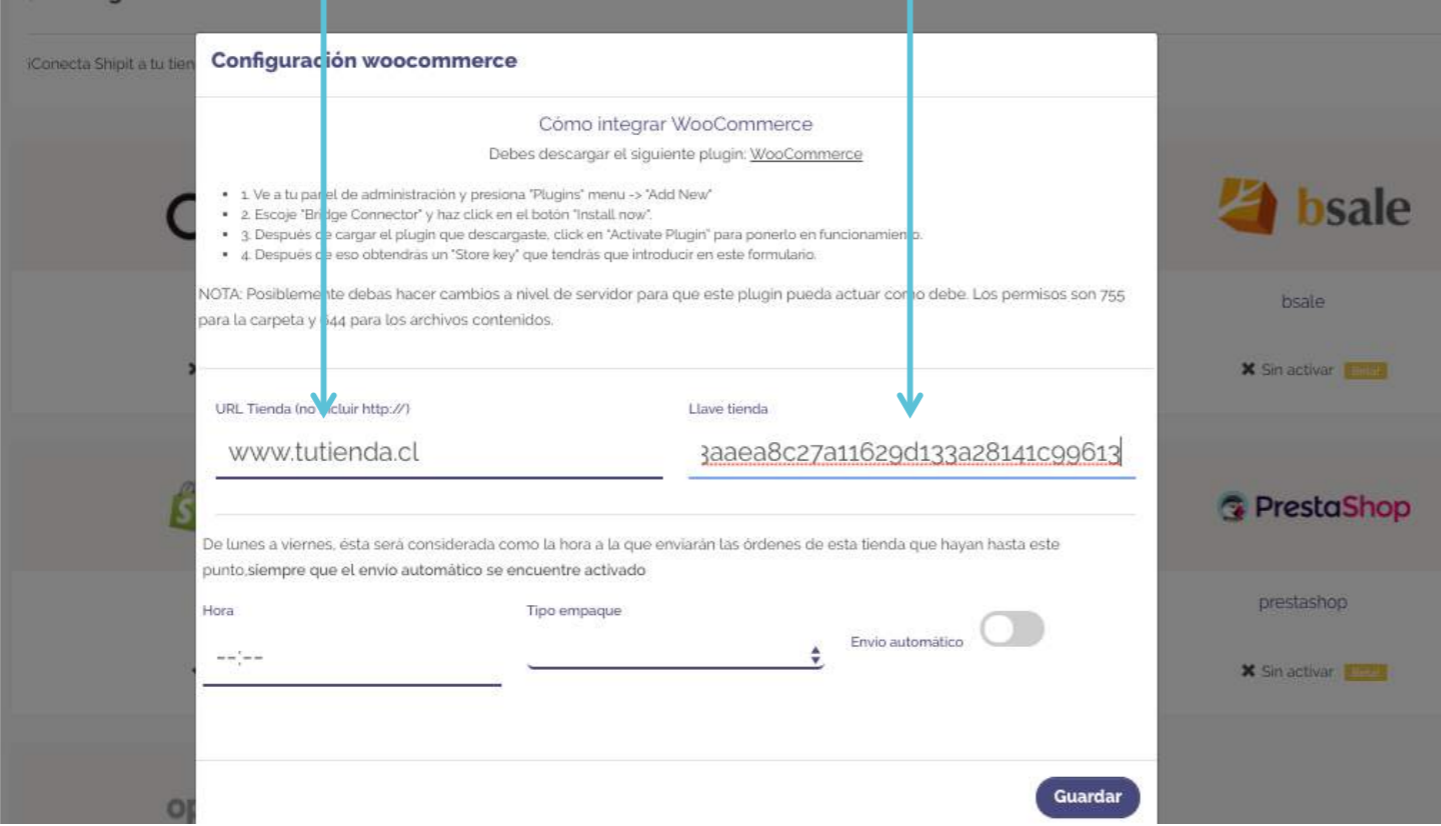 iConecta Shipit a tu tien
Configuración woocommerce
Cómo integrar WooCommerce
Debes descargar el siguiente plugin: WooCommerce
1. Ve a tu panel de administración y presiona "Plugins" menu -> "Add New"
2. Escoje "Bridge Connector" y haz click en el botón "Install now".
3. Después de cargar el plugin que descargaste, click en "Activate Plugin" para ponerlo en funcionamiento.
4. Después de eso obtendrás un "Store key" que tendrás que introducir en este formulario.
NOTA: Posiblemente debas hacer cambios a nivel de servidor para que este plugin pueda actuar como debe. Los permisos son 755
para la carpeta y 644 para los archivos contenidos.
bsale
bsale
Sin activar Beta!
URL Tienda (no incluir http://)
Llave tienda
www.tutienda.cl
3aaea8c27a11629d133a28141c99613
PrestaShop
De lunes a viernes, ésta será considerada como la hora a la que enviarán las órdenes de esta tienda que hayan hasta este
punto,siempre que el envío automático se encuentre activado
Hora
Tipo empaque
Envío automático
--:--
prestashop
Sin activar Beta!
op
Guardar